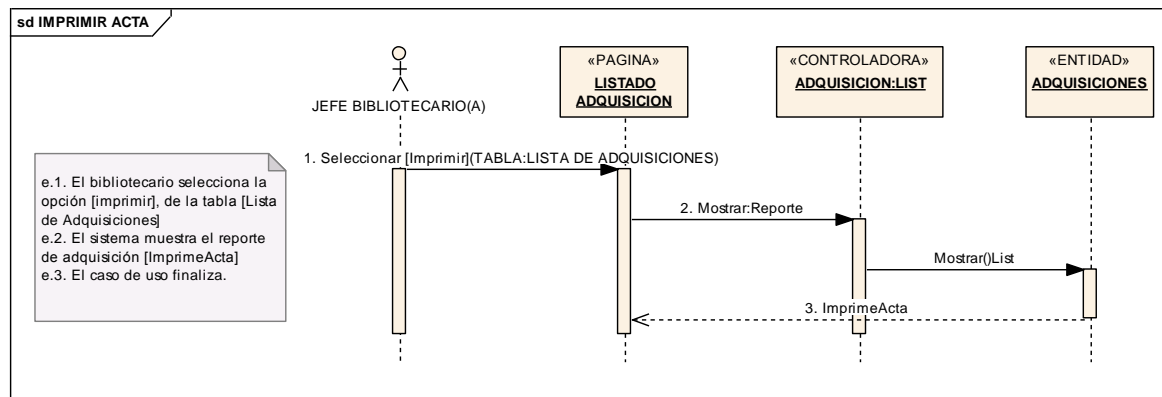 sd IMPRIMIR ACTA
«PAGINA»
LISTADO
ADQUISICION
«CONTROLADORA»
ADQUISICION:LIST
«ENTIDAD»
ADQUISICIONES
JEFE BIBLIOTECARIO(A)
e.1. El bibliotecario selecciona la
opción [imprimir], de la tabla [Lista
de Adquisiciones]
e.2. El sistema muestra el reporte
de adquisición [ImprimeActa]
e.3. El caso de uso finaliza.
1. Seleccionar [Imprimir](TABLA:LISTA DE ADQUISICIONES)
2. Mostrar:Reporte
Mostrar()List
3. ImprimeActa